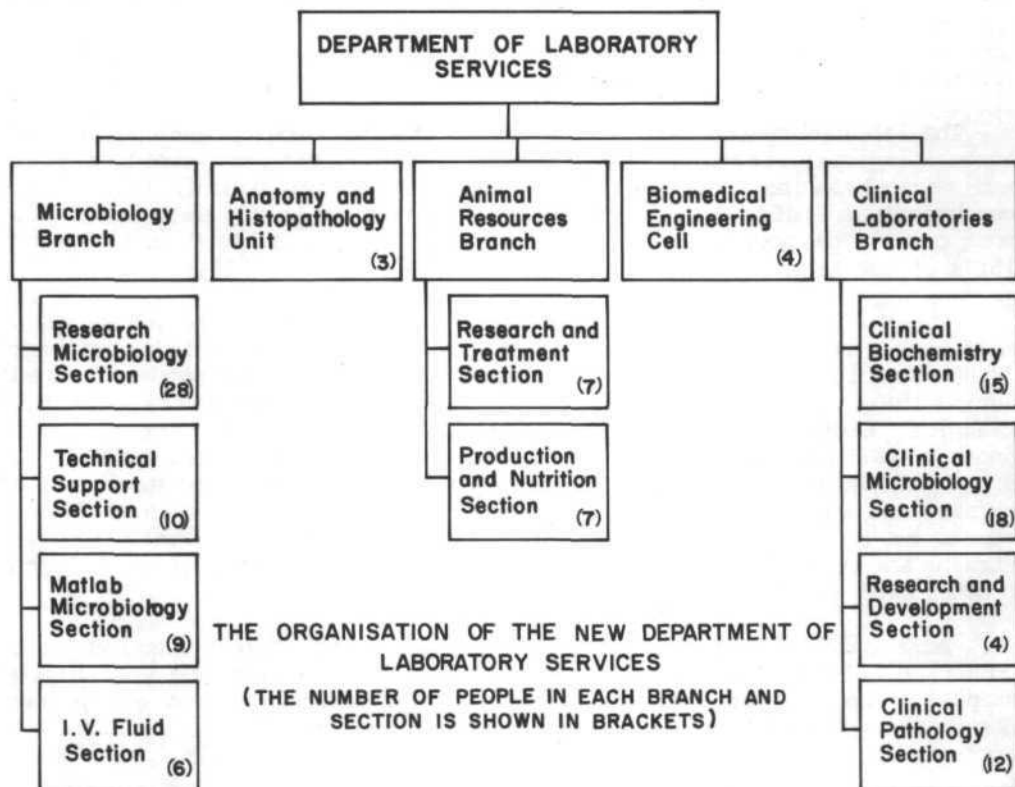 DEPARTMENT OF LABORATORY
SERVICES
Microbiology
Branch
Anatomy and
Histopathology
Unit
(3)
Animal
Resources
Branch
Biomedical
Engineering
Cell
(4)
Clinical
Laboratories
Branch
Research
Microbiology
Section
(28)
Technical
Support
Section
(10)
Matlab
Microbiology
Section
(9)
I.V. Fluid
Section
(6)
Research and
Treatment
Section
(7)
Production
and Nutrition
Section
(7)
Clinical
Biochemistry
Section
(15)
Clinical
Microbiology
Section
(18)
Research and
Development
Section
(4)
Clinical
Pathology
Section
(12)
THE ORGANISATION OF THE NEW DEPARTMENT OF
LABORATORY SERVICES
(THE NUMBER OF PEOPLE IN EACH BRANCH AND
SECTION IS SHOWN IN BRACKETS)